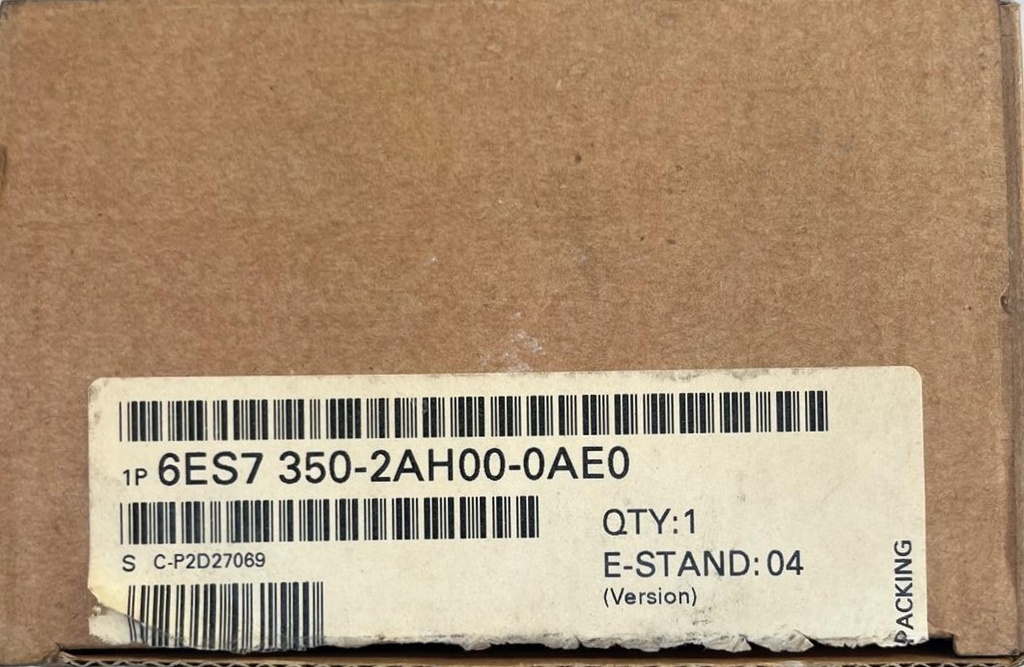 1P 6ES7 350-2AH00-0AE0
S C-P2D27069
QTY:1
E-STAND:04
(Version)
PACKING